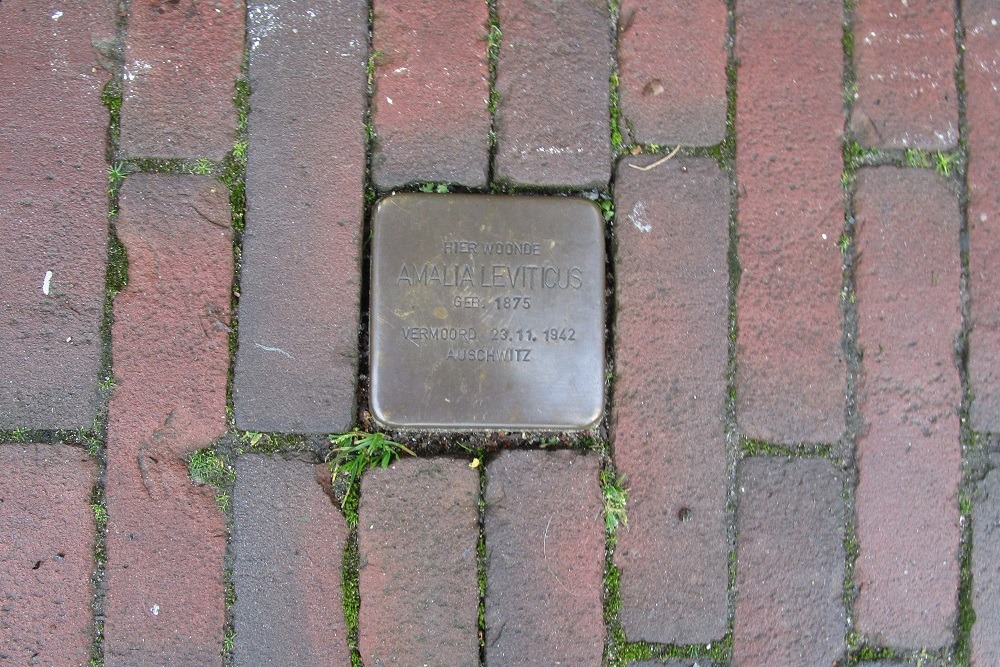 HIER WOONDE
AMALIA LEVITICUS
GEB. 1875
VERMOORD 23.11.1942
AUSCHWITZ